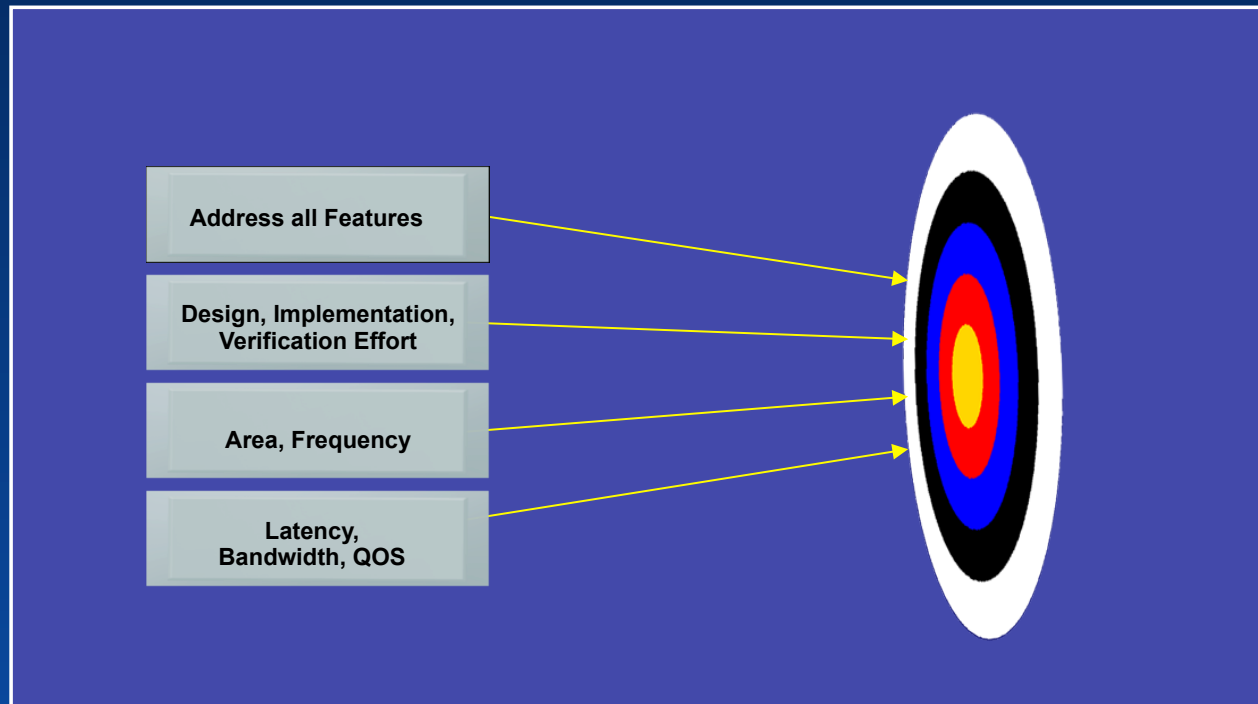 Address all Features
Design, Implementation,
Verification Effort
Area, Frequency
Latency,
Bandwidth, QOS